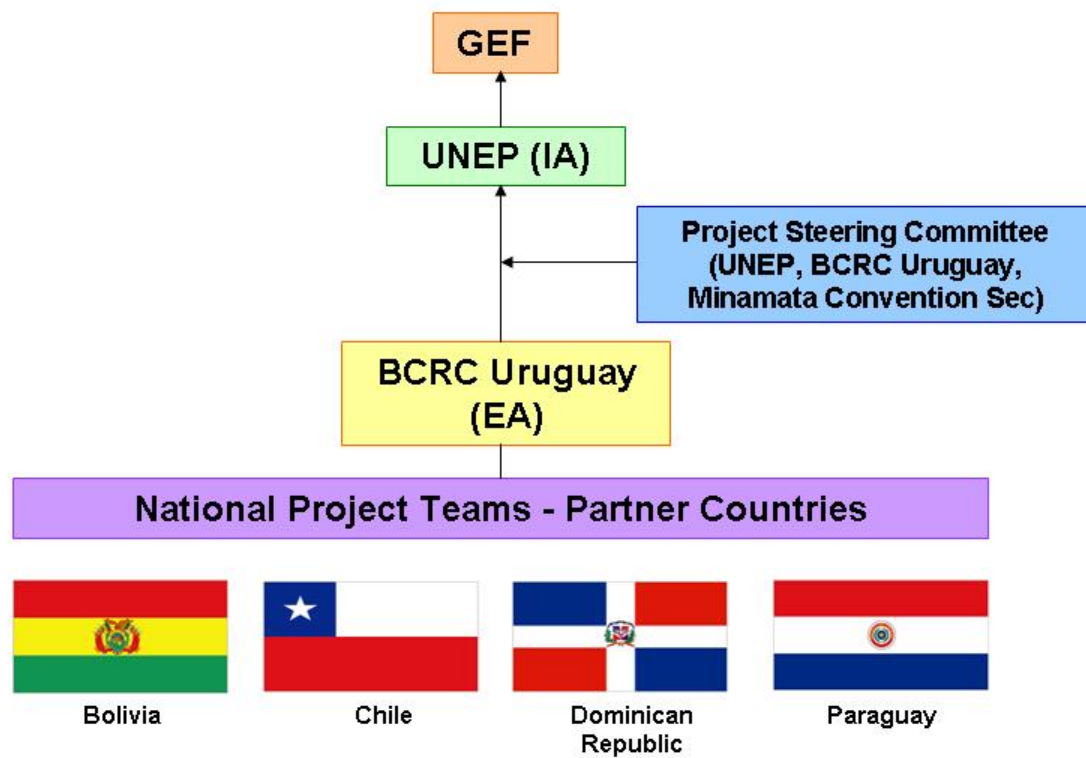 GEF
UNEP (IA)
Project Steering Committee
(UNEP, BCRC Uruguay,
Minamata Convention Sec)
BCRC Uruguay
(EA)
National Project Teams - Partner Countries
Bolivia
Chile
Dominican
Republic
Paraguay